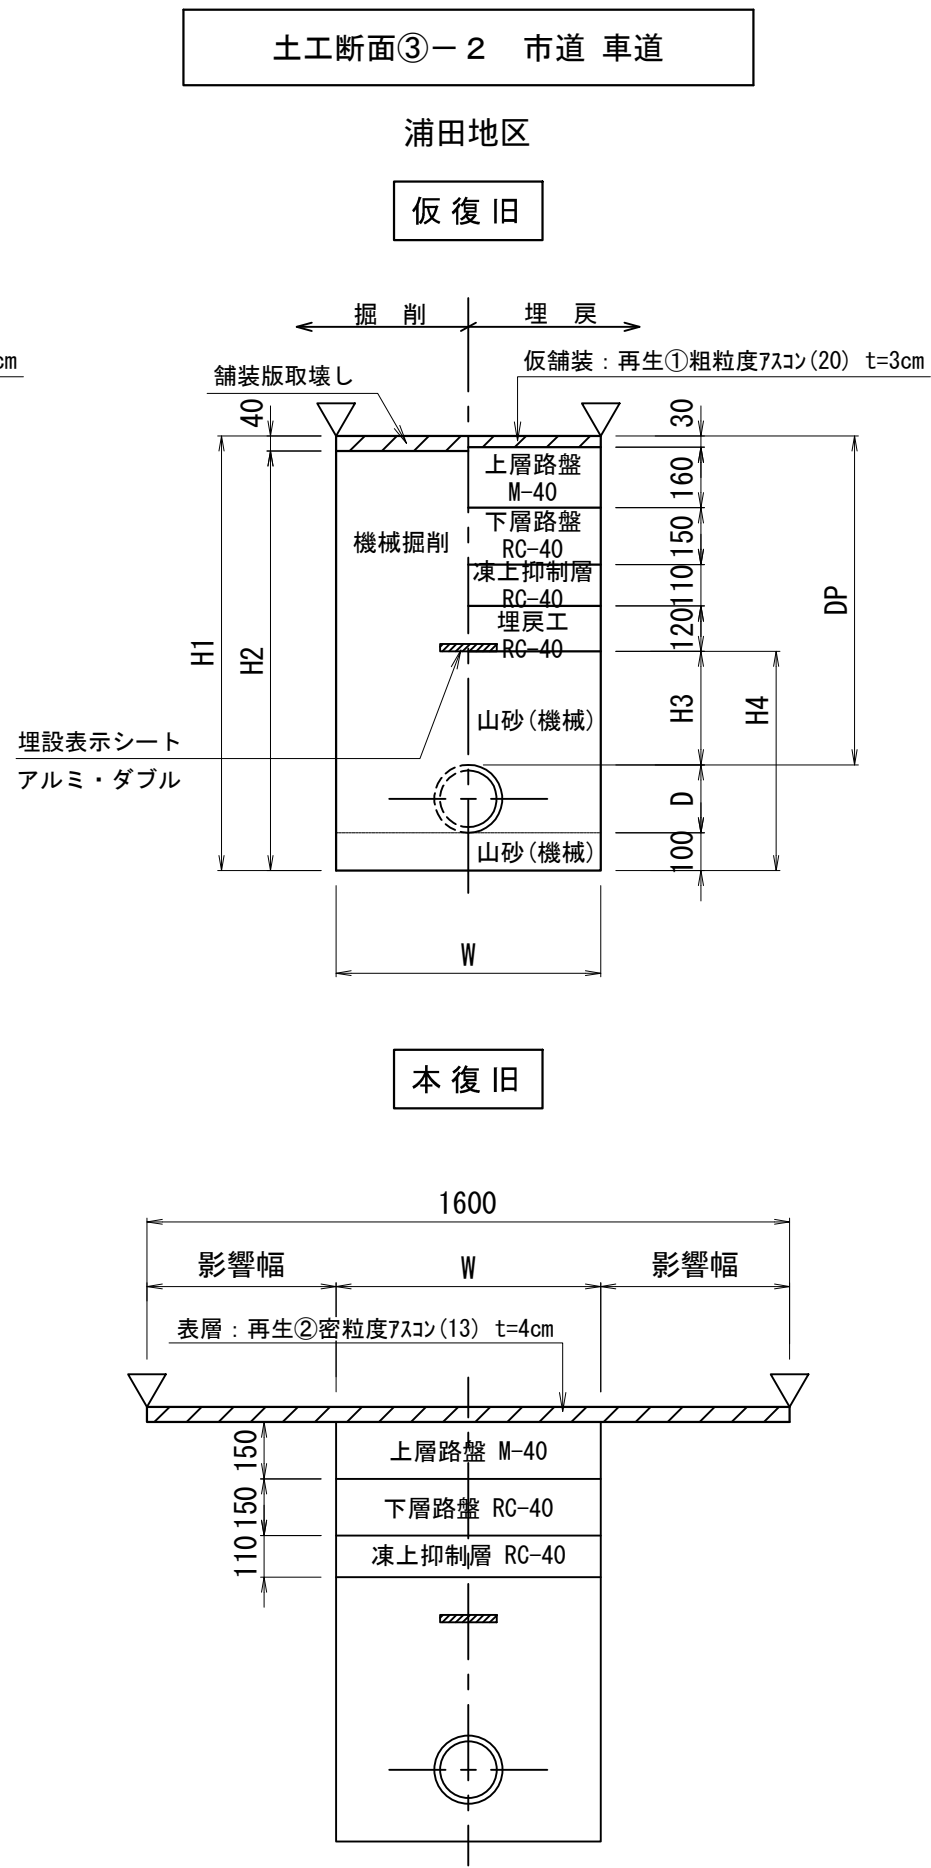 土工断面③－２　市道 車道
浦田地区
仮復旧
掘 削
埋 戻
cm
舗装版取壊し
仮舗装：再生①粗粒度アスコン(20) t=3cm
40
30
上層路盤
M-40
160
機械掘削
下層路盤
RC-40
150
凍上抑制層
RC-40
110
埋戻工
RC-40
120
DP
H1
H2
H3
H4
山砂(機械)
埋設表示シート
アルミ・ダブル
D
山砂(機械)
100
W
本復旧
1600
影響幅
W
影響幅
表層：再生②密粒度アスコン(13) t=4cm
150
上層路盤 M-40
150
下層路盤 RC-40
110
凍上抑制層 RC-40